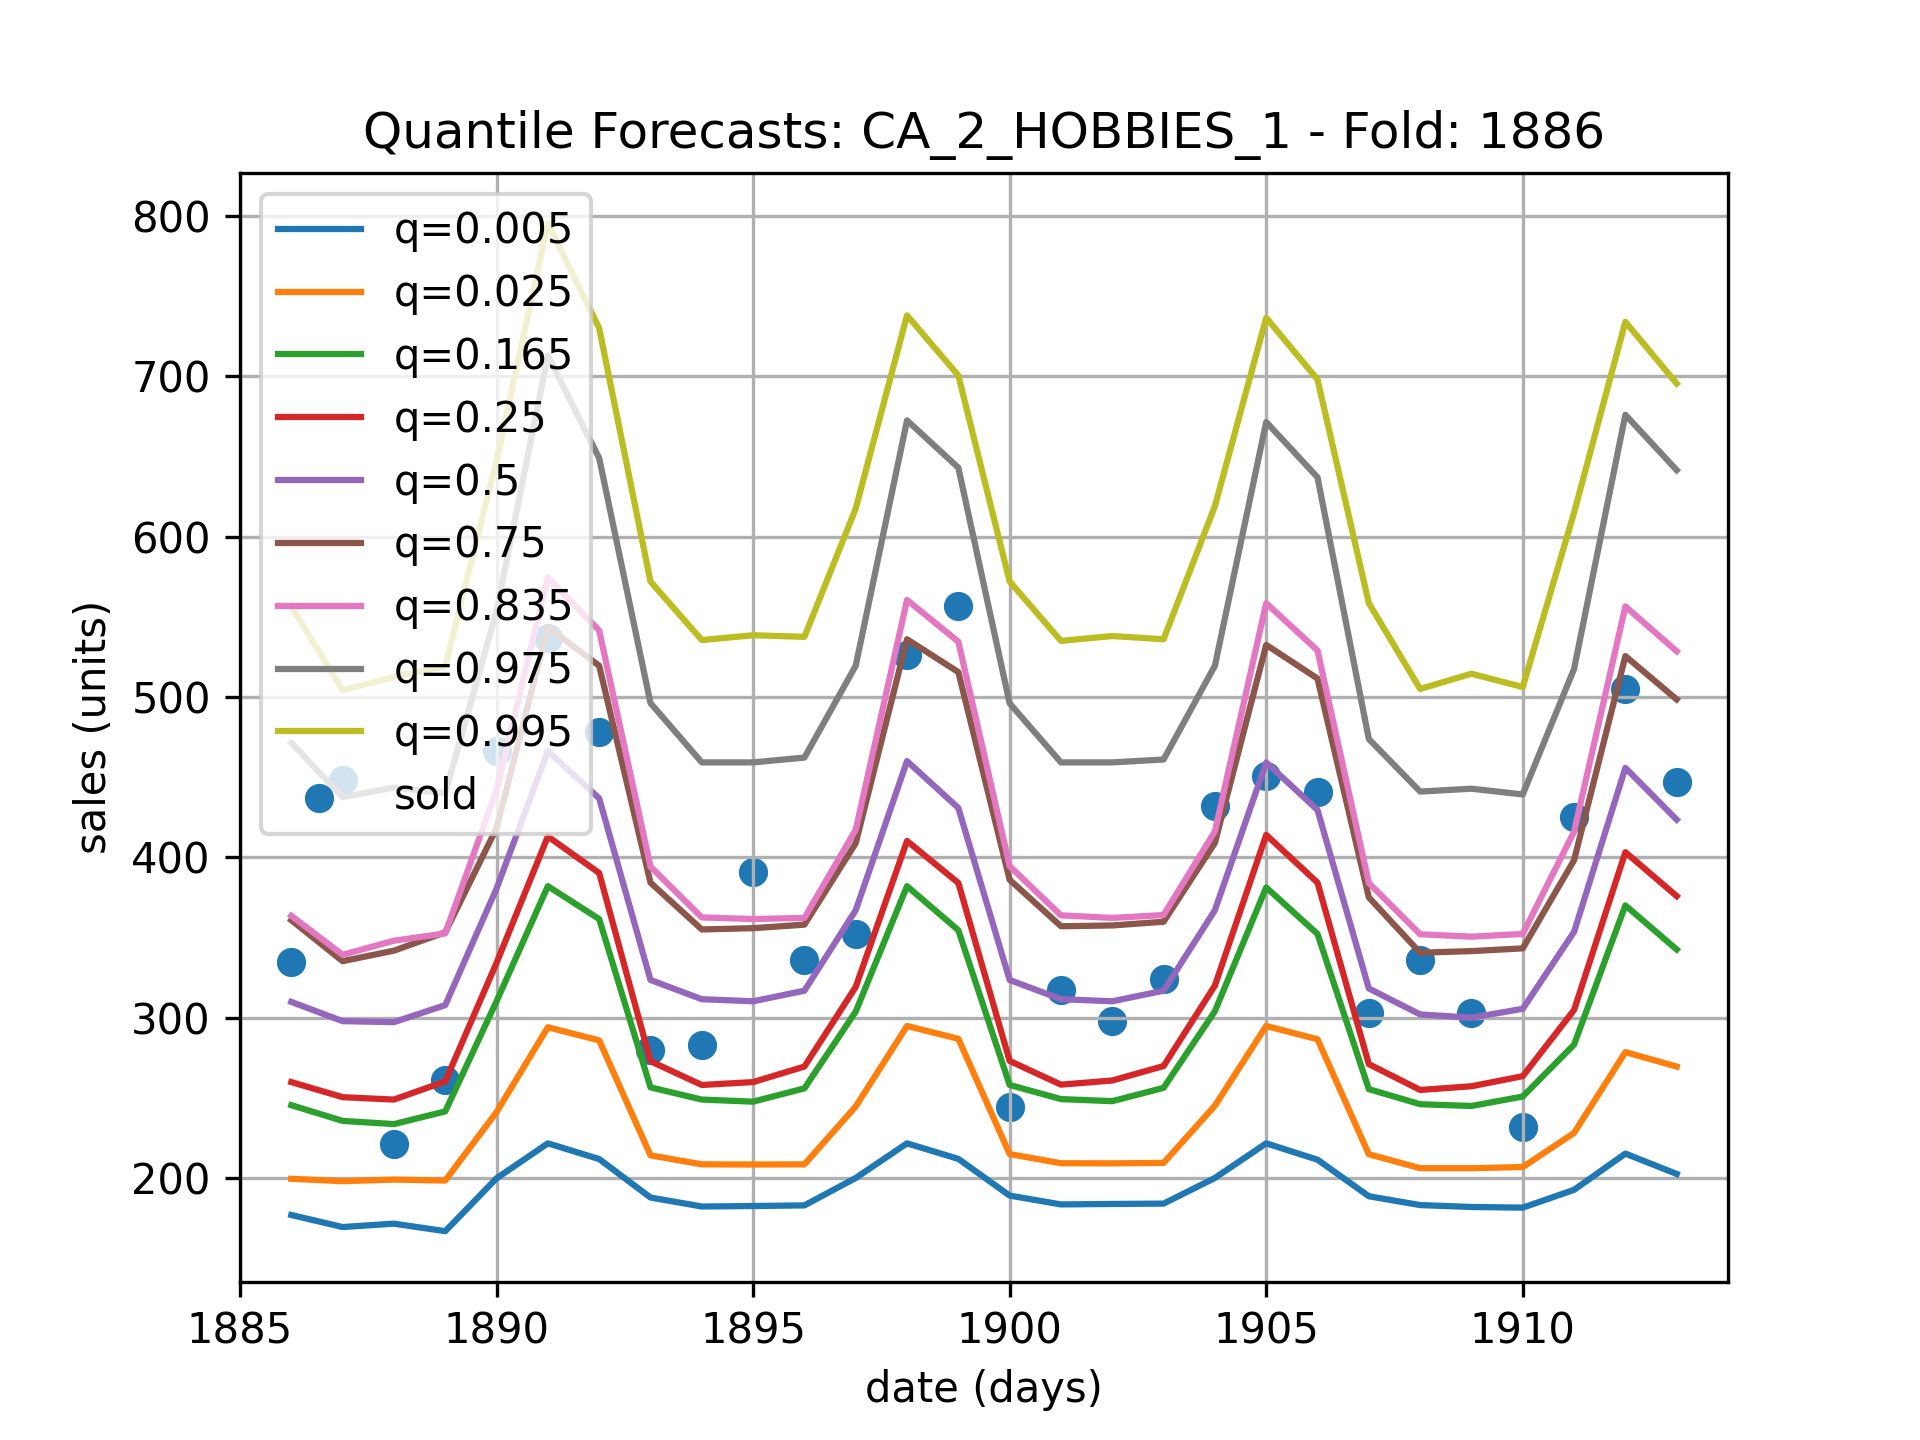 Quantile Forecasts: CA_2_HOBBIES_1 - Fold: 1886
800
700
600
500
400
300
200
sales (units)
q=0.005
q=0.025
q=0.165
q=0.25
q=0.5
q=0.75
q=0.835
q=0.975
q=0.995
sold
1885 1890 1895 1900 1905 1910
date (days)